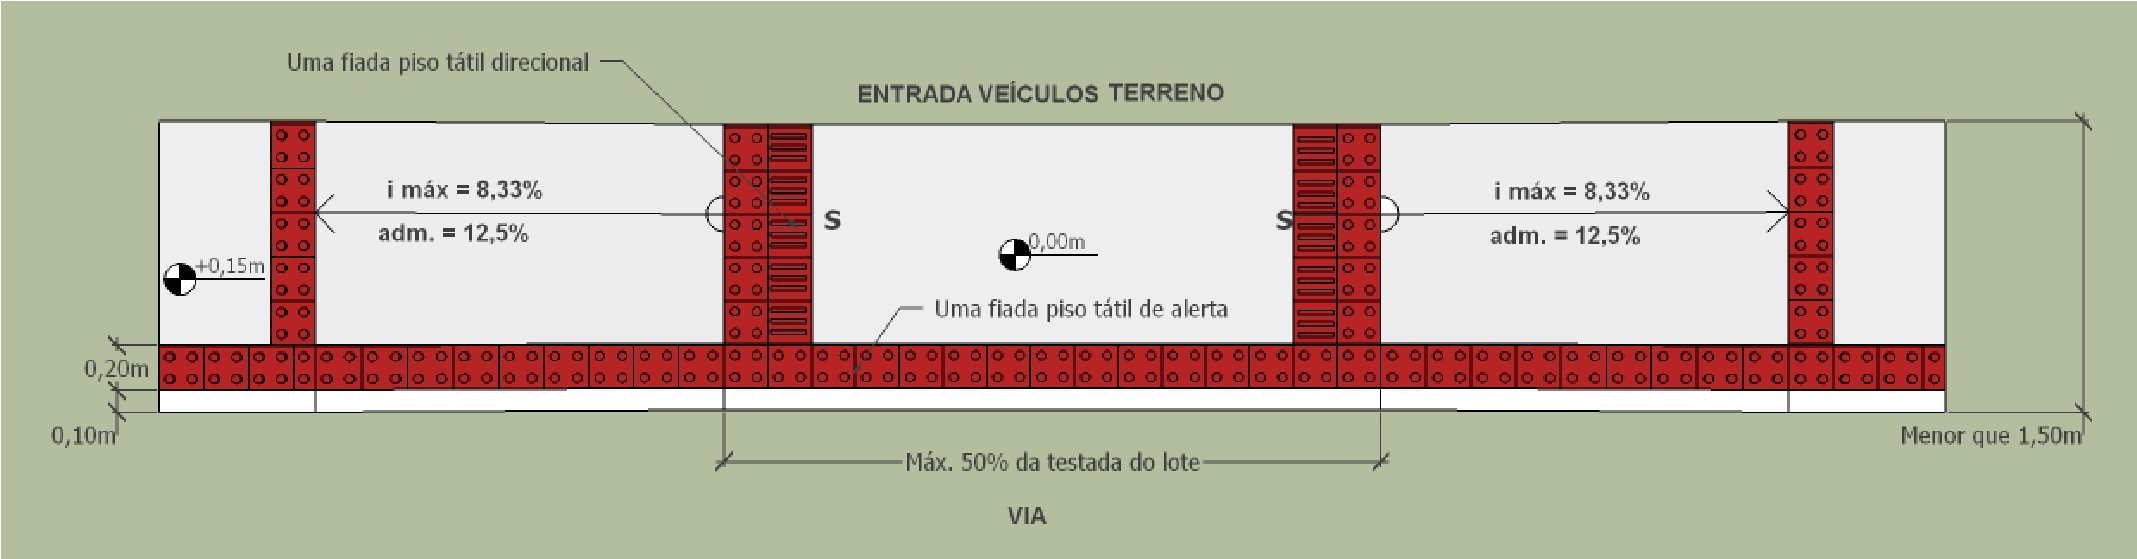 Uma fiada piso tátil direcional
ENTRADA VEÍCULOS TERRENO
i máx = 8,33%
adm. = 12,5%
S
S
i máx = 8,33%
adm. = 12,5%
+0,15m
0,00m
Uma fiada piso tátil de alerta
0,20m
0,10m
Menor que 1,50m
Máx. 50% da testada do lote
VIA